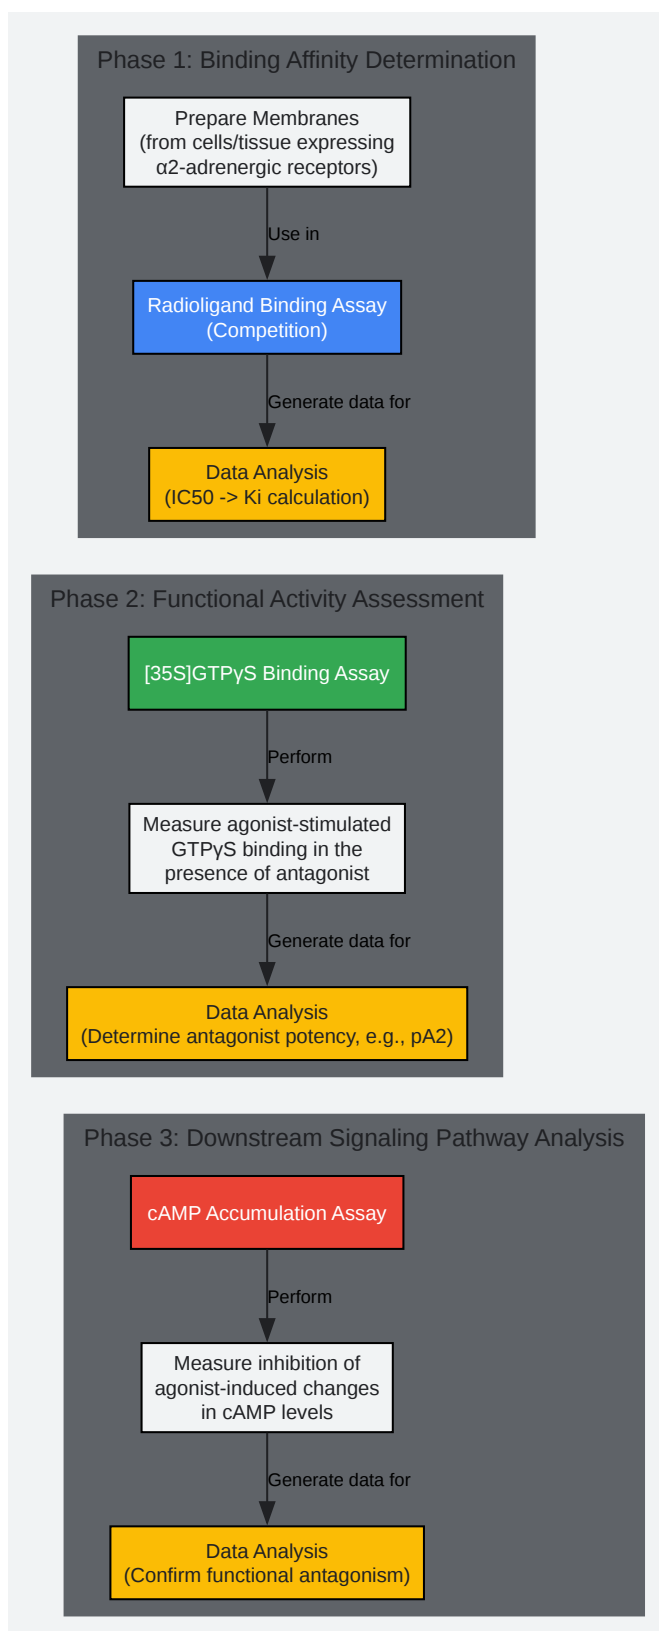 Phase 1: Binding Affinity Determination
Prepare Membranes
(from cells/tissue expressing
α2-adrenergic receptors)
Use in
Radioligand Binding Assay
(Competition)
Generate data for
Data Analysis
(IC50 -> Ki calculation)
Phase 2: Functional Activity Assessment
[35S]GTPγS Binding Assay
Perform
Measure agonist-stimulated
GTPγS binding in the
presence of antagonist
Generate data for
Data Analysis
(Determine antagonist potency, e.g., pA2)
Phase 3: Downstream Signaling Pathway Analysis
cAMP Accumulation Assay
Perform
Measure inhibition of
agonist-induced changes
in cAMP levels
Generate data for
Data Analysis
(Confirm functional antagonism)